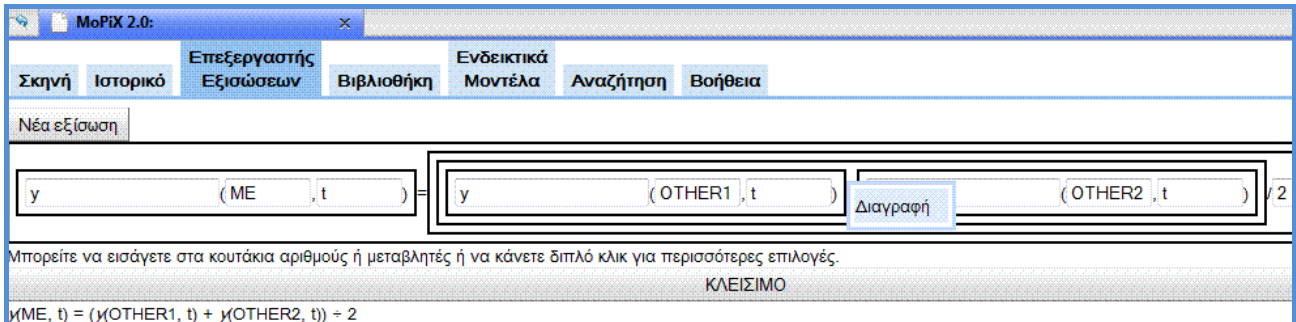 MoPiX 2.0:
Σκηνή Ιστορικό Επεξεργαστής Εξισώσεων Βιβλιοθήκη Ενδεικτικά Μοντέλα Αναζήτηση Βοήθεια
Νέα εξίσωση
y ( ME , t ) = y ( OTHER1 , t ) ( OTHER2 , t ) / 2
Διαγραφή
Μπορείτε να εισάγετε στα κουτάκια αριθμούς ή μεταβλητές ή να κάνετε διπλό κλικ για περισσότερες επιλογές.
ΚΛΕΙΣΙΜΟ
y(ME, t) = (y(OTHER1, t) + y(OTHER2, t)) ÷ 2